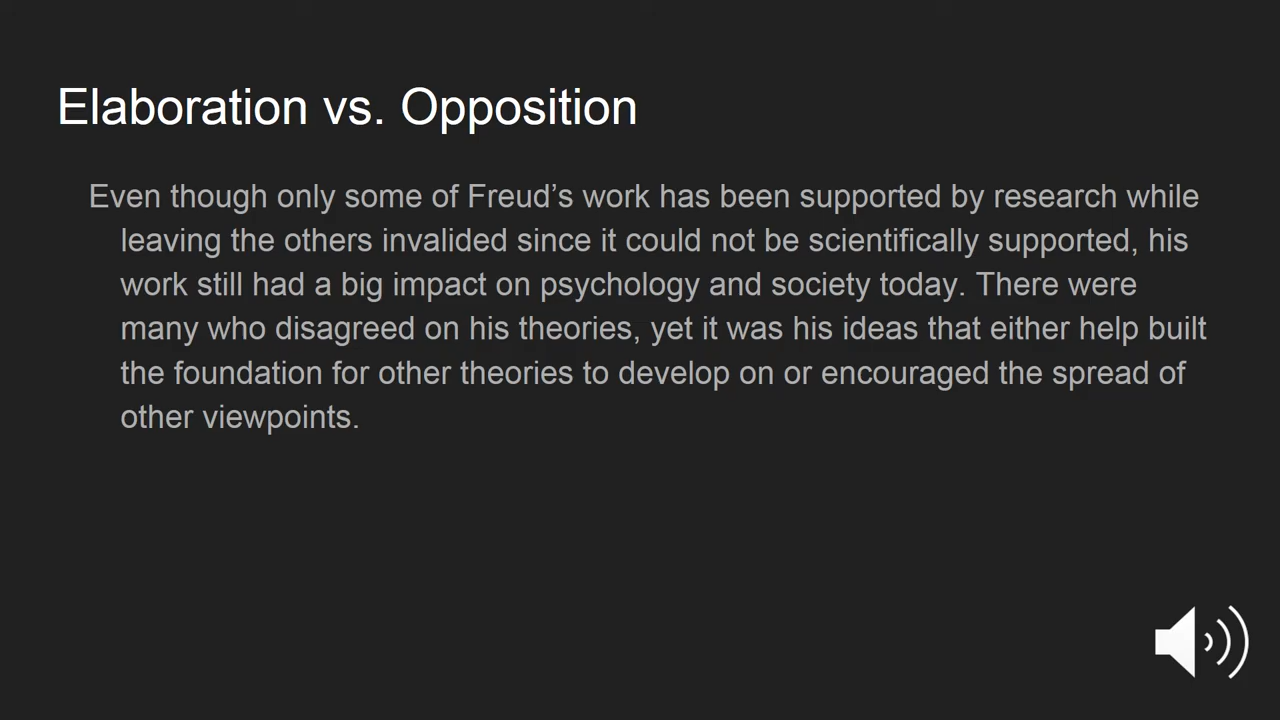 Elaboration vs. Opposition
Even though only some of Freud’s work has been supported by research while
leaving the others invalided since it could not be scientifically supported, his
work still had a big impact on psychology and society today. There were
many who disagreed on his theories, yet it was his ideas that either help built
the foundation for other theories to develop on or encouraged the spread of
other viewpoints.